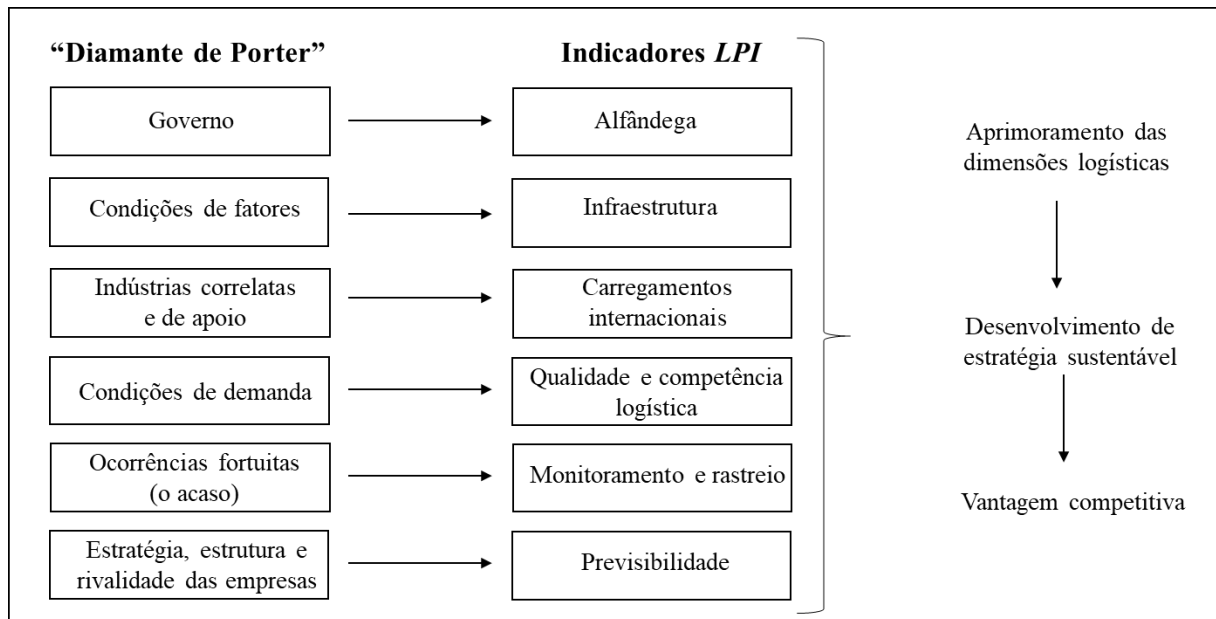 “Diamante de Porter”
Indicadores LPI
Governo
Alfândega
Condições de fatores
Infraestrutura
Indústrias correlatas
e de apoio
Carregamentos
internacionais
Condições de demanda
Qualidade e competência
logística
Ocorrências fortuitas
(o acaso)
Monitoramento e rastreio
Estratégia, estrutura e
rivalidade das empresas
Previsibilidade
Aprimoramento das
dimensões logísticas
Desenvolvimento de
estratégia sustentável
Vantagem competitiva